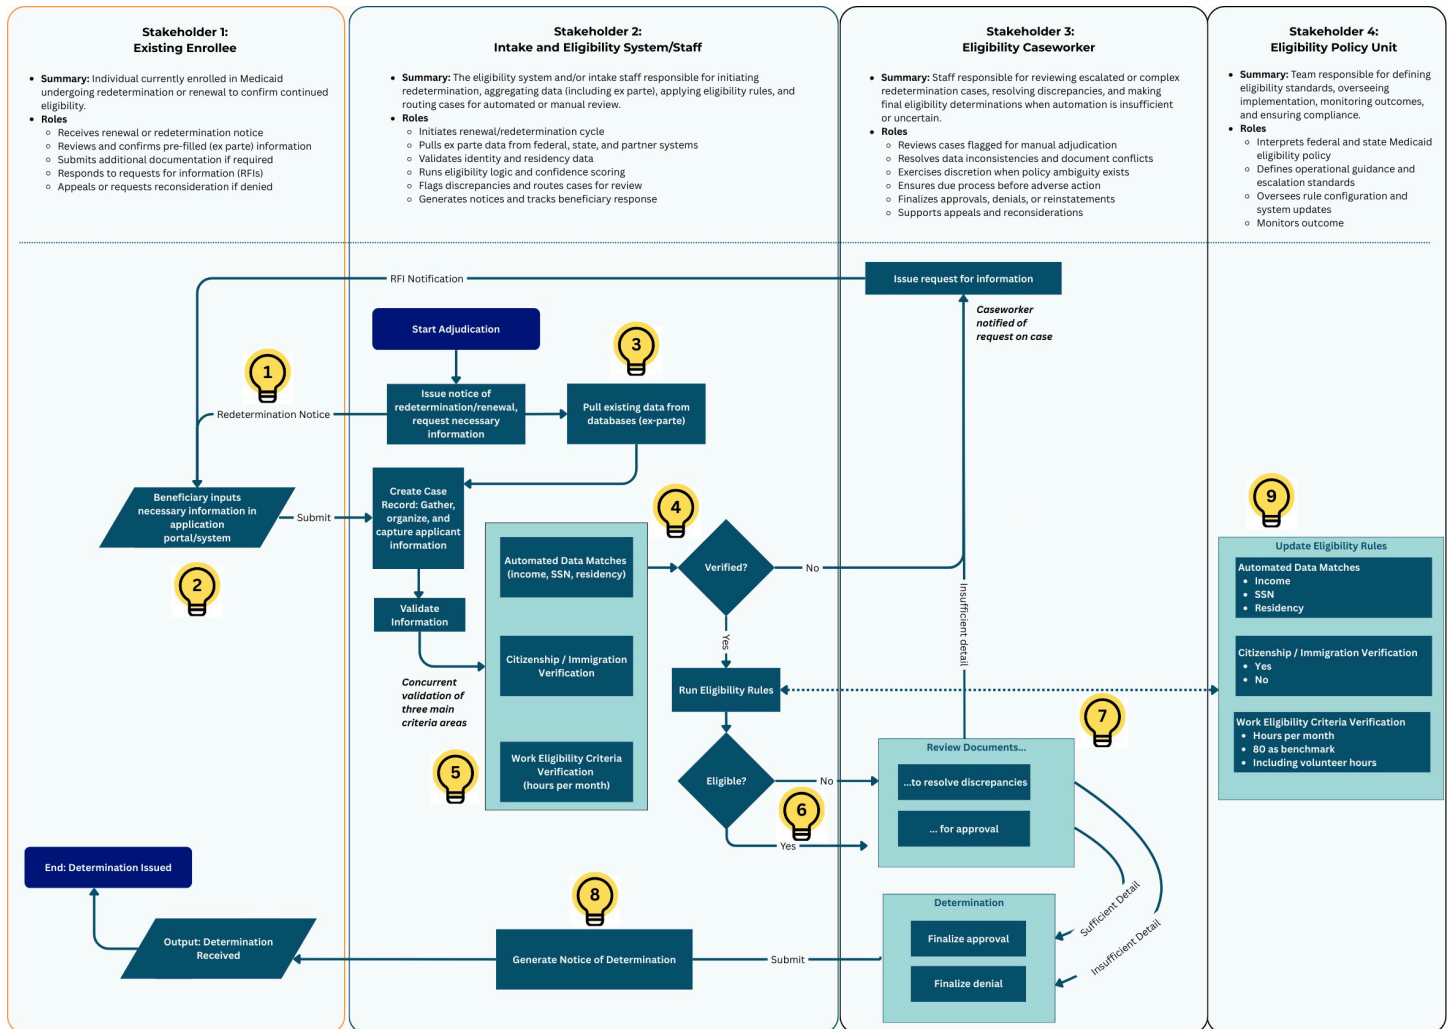 Stakeholder 1:
Existing Enrollee
• Summary: Individual currently enrolled in Medicaid
undergoing redetermination or renewal to confirm continued
eligibility.
• Roles
○ Receives renewal or redetermination notice
○ Reviews and confirms pre-filled (ex parte) information
○ Submits additional documentation if required
○ Responds to requests for information (RFIs)
○ Appeals or requests reconsideration if denied
Stakeholder 2:
Intake and Eligibility System/Staff
• Summary: The eligibility system and/or intake staff responsible for initiating
redetermination, aggregating data (including ex parte), applying eligibility rules, and
routing cases for automated or manual review.
• Roles
○ Initiates renewal/redetermination cycle
○ Pulls ex parte data from federal, state, and partner systems
○ Validates identity and residency data
○ Runs eligibility logic and confidence scoring
○ Flags discrepancies and routes cases for review
○ Generates notices and tracks beneficiary response
Stakeholder 3:
Eligibility Caseworker
• Summary: Staff responsible for reviewing escalated or complex
redetermination cases, resolving discrepancies, and making
final eligibility determinations when automation is insufficient
or uncertain.
• Roles
○ Reviews cases flagged for manual adjudication
○ Resolves data inconsistencies and document conflicts
○ Exercises discretion when policy ambiguity exists
○ Ensures due process before adverse action
○ Finalizes approvals, denials, or reinstatements
○ Supports appeals and reconsiderations
Stakeholder 4:
Eligibility Policy Unit
• Summary: Team responsible for defining
eligibility standards, overseeing
implementation, monitoring outcomes,
and ensuring compliance.
• Roles
○ Interprets federal and state Medicaid
eligibility policy
○ Defines operational guidance and
escalation standards
○ Oversees rule configuration and
system updates
○ Monitors outcome
RFI Notification
Issue request for information
Caseworker
notified of
request on case
Start Adjudication
1
3
Issue notice of
redetermination/renewal,
request necessary
information
Pull existing data from
databases (ex-parte)
Redetermination Notice
Beneficiary inputs
necessary information in
application
portal/system
Submit
2
Create Case
Record: Gather,
organize, and
capture applicant
information
Validate
Information
Concurrent
validation of
three main
criteria areas
4
5
Automated Data Matches
(income, SSN, residency)
Citizenship / Immigration
Verification
Work Eligibility Criteria
Verification
(hours per month)
Verified?
No
Yes
Run Eligibility Rules
Eligible?
No
6
Yes
Insufficient detail
7
Review Documents...
...to resolve discrepancies
... for approval
Sufficient Detail
Insufficient Detail
9
Update Eligibility Rules
Automated Data Matches
• Income
• SSN
• Residency
Citizenship / Immigration Verification
• Yes
• No
Work Eligibility Criteria Verification
• Hours per month
• 80 as benchmark
• Including volunteer hours
Determination
Finalize approval
Finalize denial
Submit
8
Generate Notice of Determination
Output: Determination
Received
End: Determination Issued